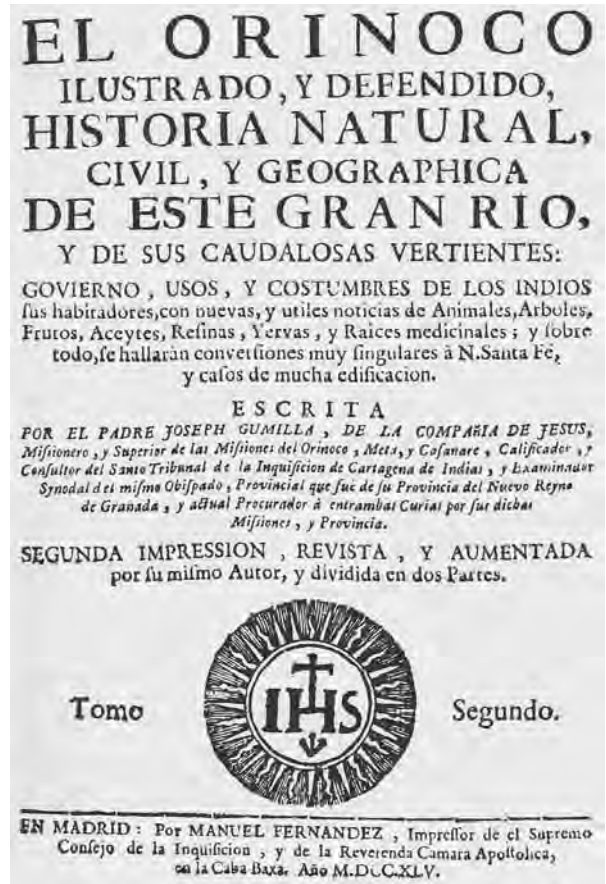 EL ORINOCO
ILUSTRADO, Y DEFENDIDO,
HISTORIA NATURAL,
CIVIL, Y GEOGRAPHICA
DE ESTE GRAN RIO,
Y DE SUS CAUDALOSAS VERTIENTES:
GOVIERNO, USOS, Y COSTUMBRES DE LOS INDIOS
ſus habitadores, con nuevas, y utiles noticias de Animales, Arboles,
Frutos, Aceytes, Reſinas, Yervas, y Raices medicinales; y ſobre
todo, ſe hallaràn converſiones muy ſingulares à N. Santa Fé,
y caſos de mucha edificacion.
ESCRITA
POR EL PADRE JOSEPH GUMILLA, DE LA COMPAÑIA DE JESUS,
Miſsionero, y Superior de las Miſsiones del Orinoco, Meta, y Caſanare, Calificador, y
Conſultor del Santo Tribunal de la Inquiſicion de Cartagena de Indias, y Examinador
Synodal del miſmo Obiſpado, Provincial que fuè de ſu Provincia del Nuevo Reyno
de Granada, y actual Procurador à entrambas Curias por ſus dichas
Miſsiones, y Provincia.
SEGUNDA IMPRESSION, REVISTA, Y AUMENTADA
por ſu miſmo Autor, y dividida en dos Partes.
IHS
Tomo Segundo.
EN MADRID: Por MANUEL FERNANDEZ, Impreſſor de el Supremo
Conſejo de la Inquiſicion, y de la Reverenda Camara Apoſtolica,
en la Caba Baxa. Año M.DCC.XLV.